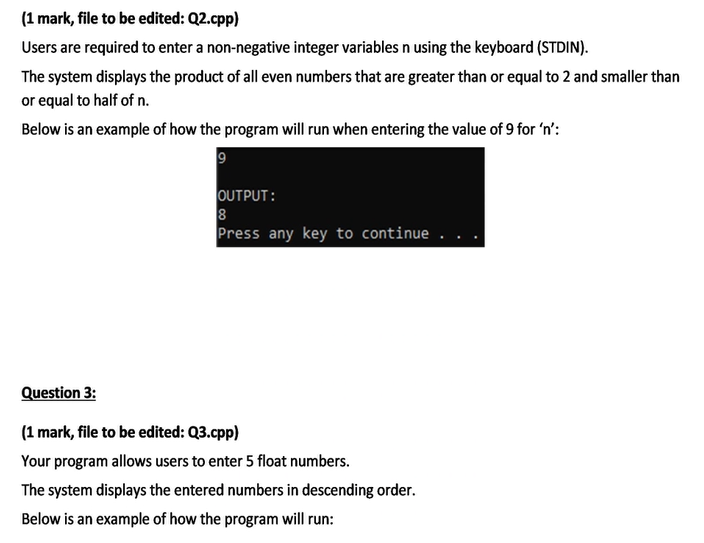 (1 mark, file to be edited: Q2.cpp)
Users are required to enter a non-negative integer variables n using the keyboard (STDIN).
The system displays the product of all even numbers that are greater than or equal to 2 and smaller than
or equal to half of n.
Below is an example of how the program will run when entering the value of 9 for ‘n’:
9
OUTPUT:
8
Press any key to continue . . .
Question 3:
(1 mark, file to be edited: Q3.cpp)
Your program allows users to enter 5 float numbers.
The system displays the entered numbers in descending order.
Below is an example of how the program will run: